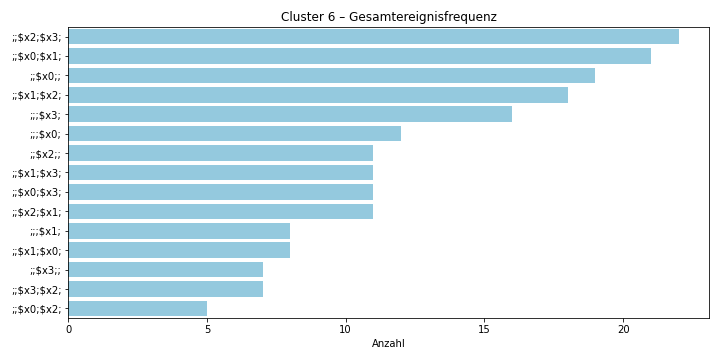 Cluster 6 – Gesamtereignisfrequenz
;;$x2;$x3;
;;$x0;$x1;
;;$x0;;
;;$x1;$x2;
;;;$x3;
;;;$x0;
;;$x2;;
;;$x1;$x3;
;;$x0;$x3;
;;$x2;$x1;
;;;$x1;
;;$x1;$x0;
;;$x3;;
;;$x3;$x2;
;;$x0;$x2;
0 5 10 15 20
Anzahl